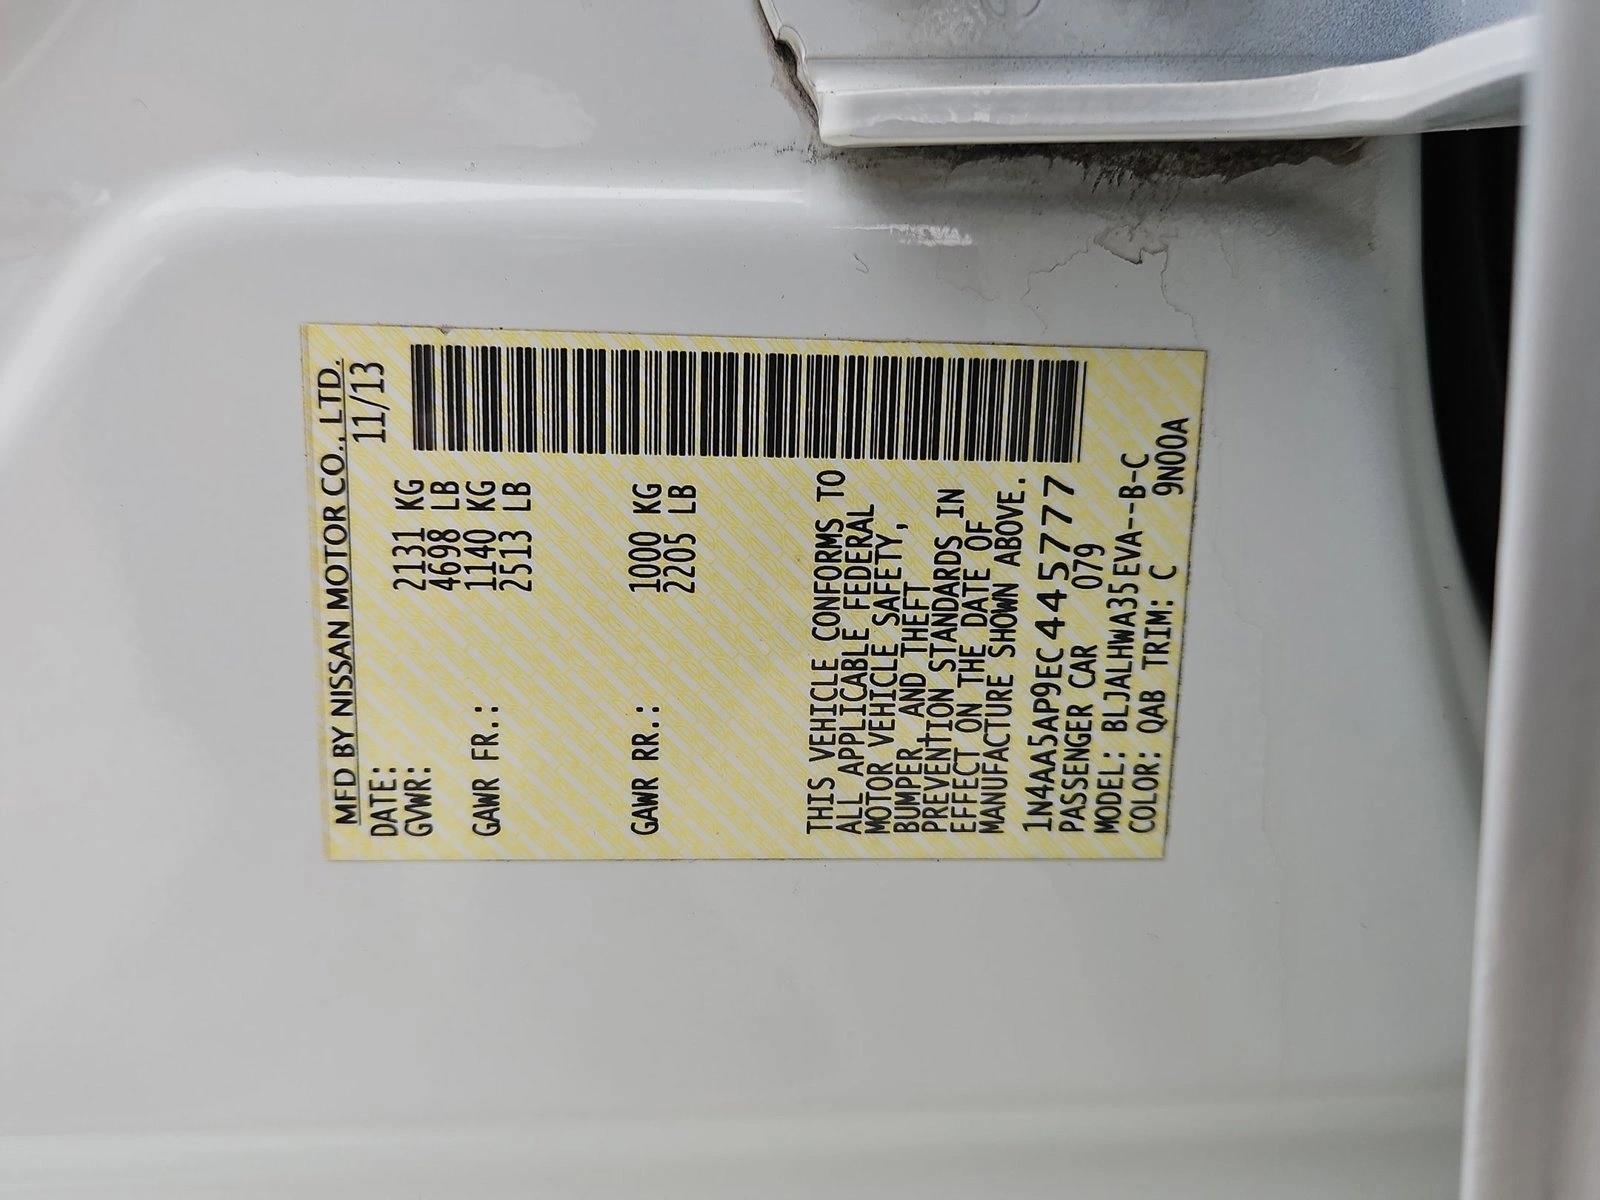 MFD BY NISSAN MOTOR CO., LTD.
DATE: 11/13
GVWR: 2131 KG
4698 LB
GAWR FR.: 1140 KG
2513 LB
GAWR RR.: 1000 KG
2205 LB
THIS VEHICLE CONFORMS TO
ALL APPLICABLE FEDERAL
MOTOR VEHICLE SAFETY,
BUMPER, AND THEFT
PREVENTION STANDARDS IN
EFFECT ON THE DATE OF
MANUFACTURE SHOWN ABOVE.
1N4AA5AP9EC445777
PASSENGER CAR 079
MODEL: BLJALHWA35EVA--B-C
COLOR: QAB TRIM: C 9N00A